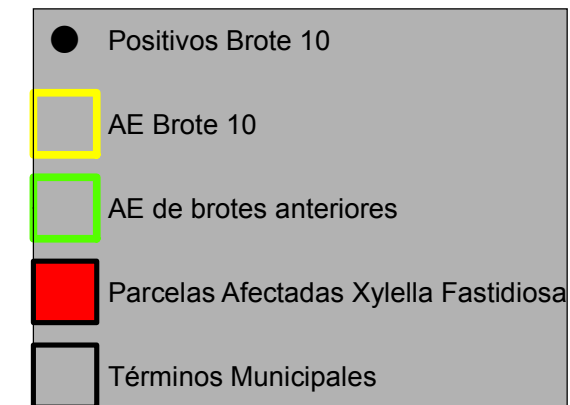 Positivos Brote 10
AE Brote 10
AE de brotes anteriores
Parcelas Afectadas Xylella Fastidiosa
Términos Municipales